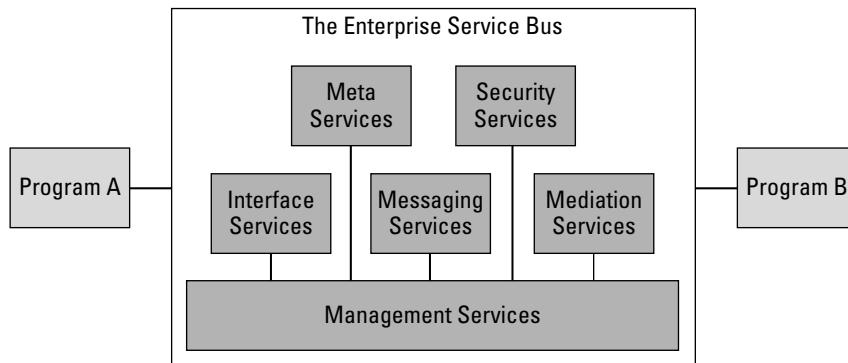 The Enterprise Service Bus
Meta
Services
Security
Services
Program A
Interface
Services
Messaging
Services
Mediation
Services
Program B
Management Services